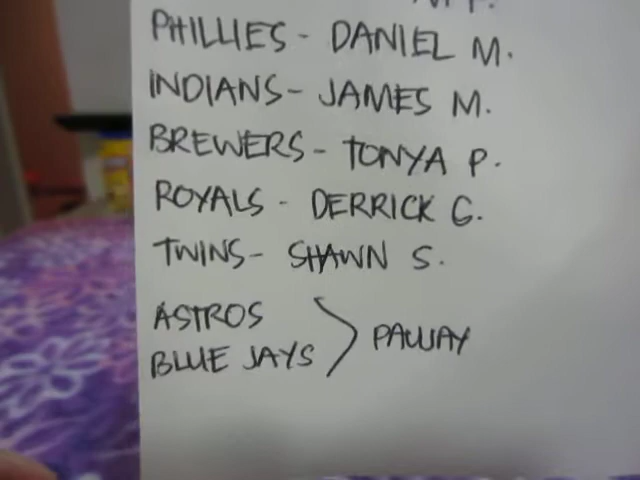 PHILLIES - DANIEL M.
INDIANS - JAMES M.
BREWERS - TONYA P.
ROYALS - DERRICK G.
TWINS - SHAWN S.
ASTROS
BLUE JAYS
PAWAY